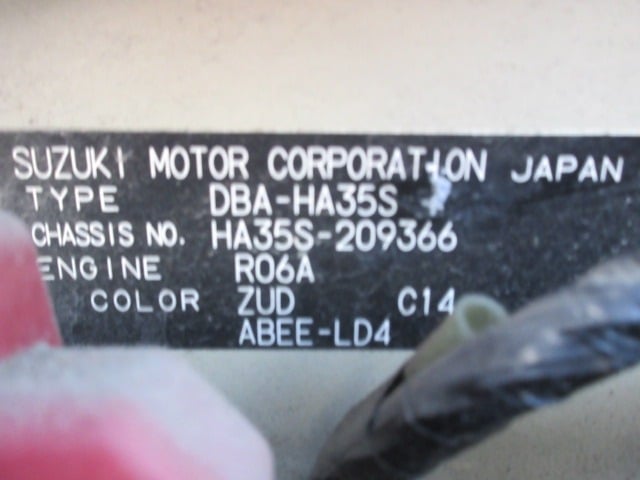 SUZUKI MOTOR CORPORATION JAPAN
TYPE DBA-HA35S
CHASSIS NO. HA35S-209366
ENGINE R06A
COLOR ZUD C14
ABEE-LD4